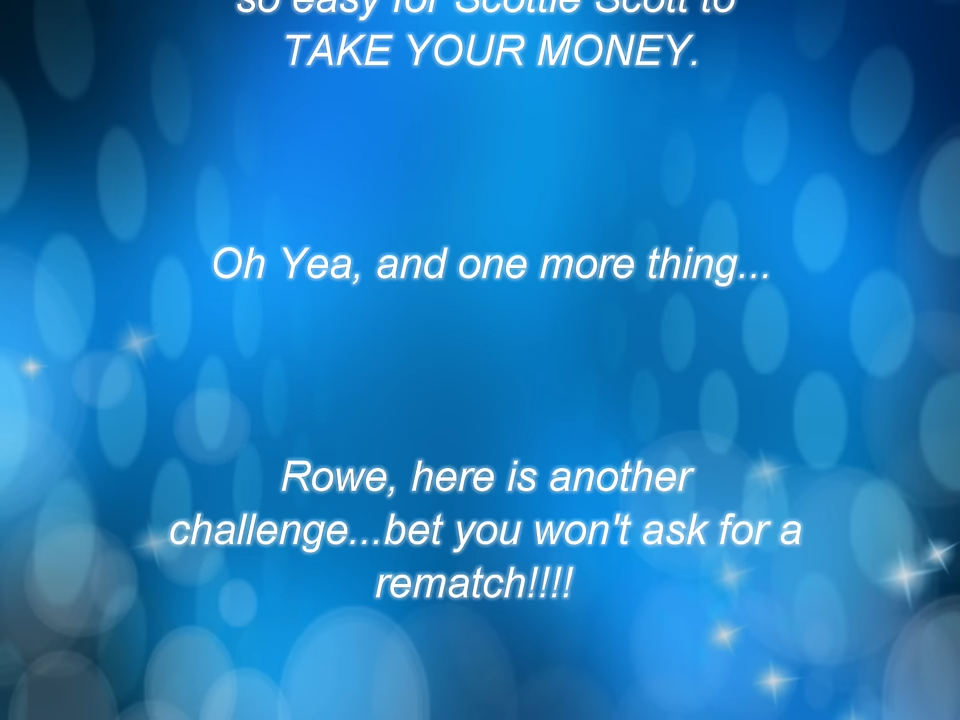 so easy for Scottie Scott to
TAKE YOUR MONEY.
Oh Yea, and one more thing...
Rowe, here is another
challenge...bet you won't ask for a
rematch!!!!